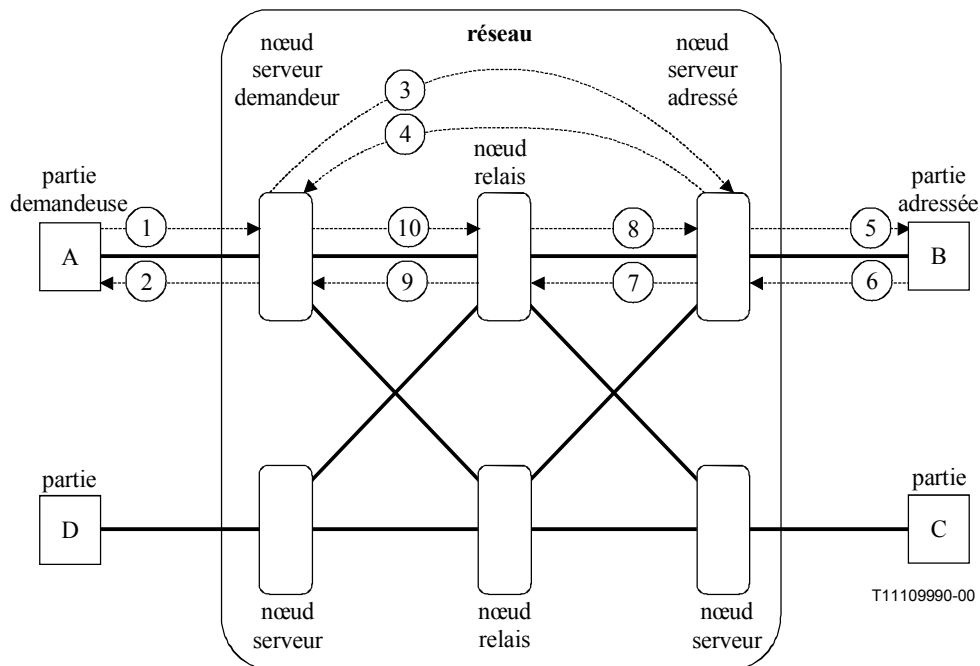 réseau
nœud
serveur
demandeur
nœud
serveur
adressé
3
4
nœud
relais
partie
demandeuse
partie
adressée
1
10
8
5
A
B
2
9
7
6
partie
partie
D
C
nœud
serveur
nœud
relais
nœud
serveur
T11109990-00